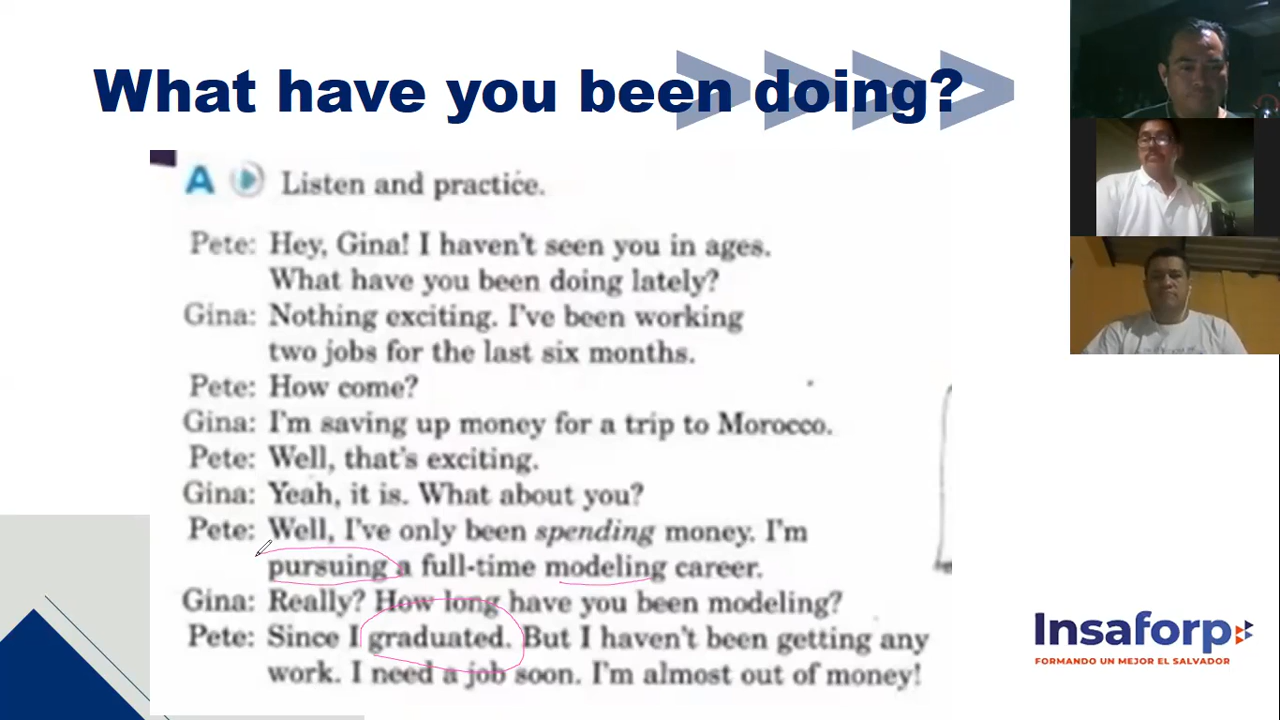 What have you been doing?
A Listen and practice.
Pete: Hey, Gina! I haven't seen you in ages.
What have you been doing lately?
Gina: Nothing exciting. I've been working
two jobs for the last six months.
Pete: How come?
Gina: I'm saving up money for a trip to Morocco.
Pete: Well, that's exciting.
Gina: Yeah, it is. What about you?
Pete: Well, I've only been spending money. I'm
pursuing a full-time modeling career.
Gina: Really? How long have you been modeling?
Pete: Since I graduated. But I haven't been getting any
work. I need a job soon. I'm almost out of money!
Insaforp
FORMANDO UN MEJOR EL SALVADOR